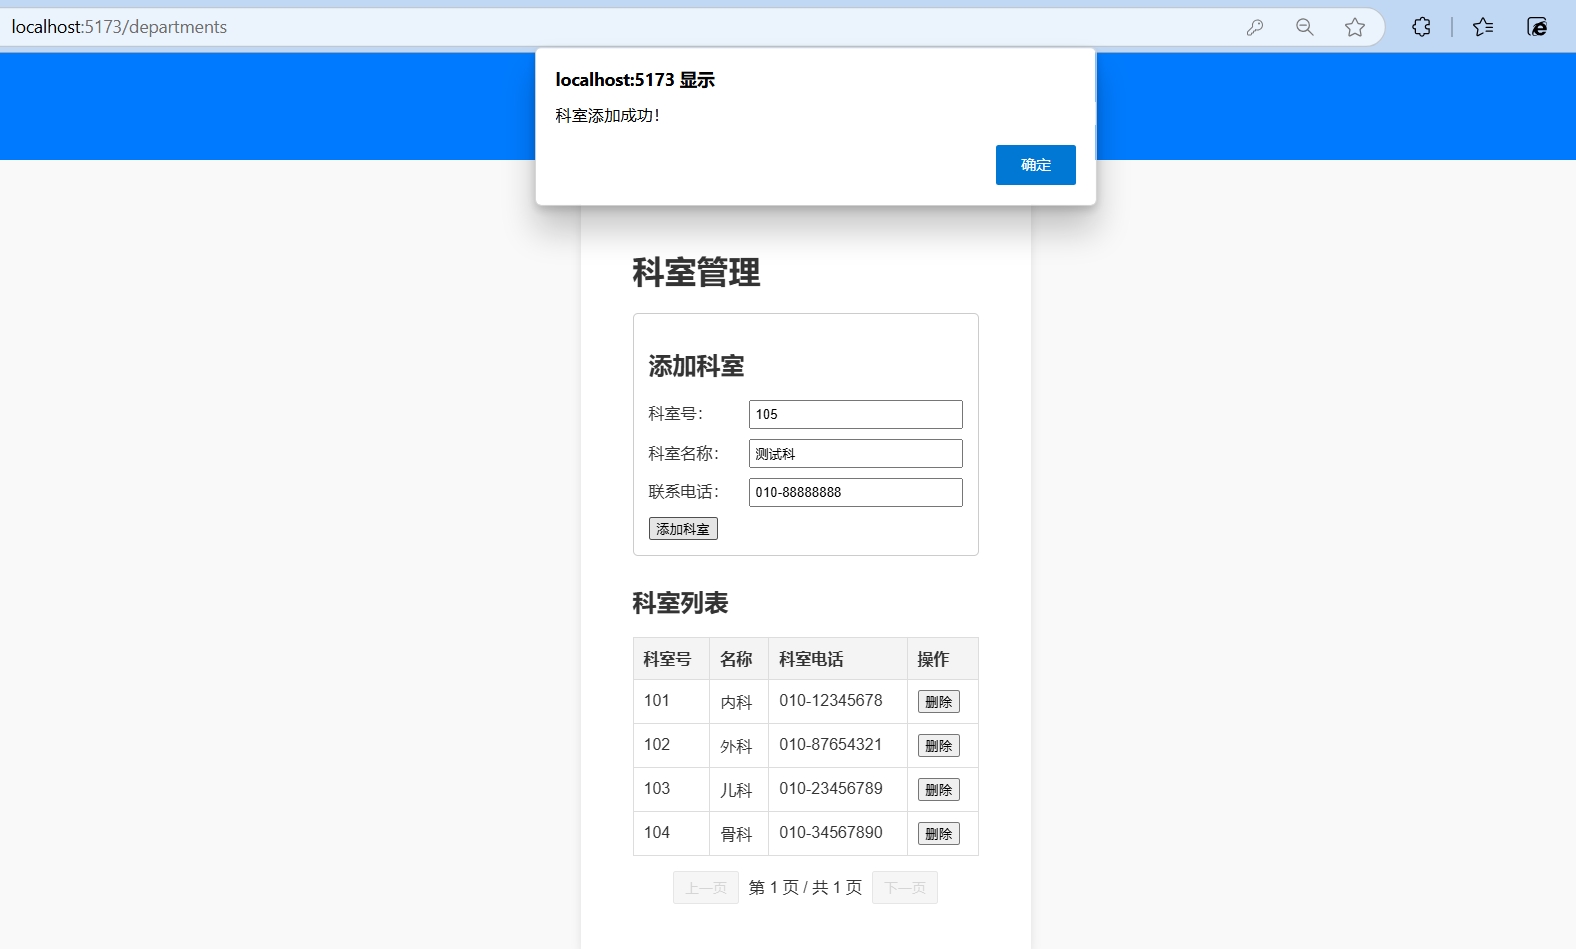 localhost:5173/departments
localhost:5173 显示
科室添加成功！
确定
科室管理
添加科室
科室号： 105
科室名称： 测试科
联系电话： 010-88888888
添加科室
科室列表
科室号 名称 科室电话 操作
101 内科 010-12345678 删除
102 外科 010-87654321 删除
103 儿科 010-23456789 删除
104 骨科 010-34567890 删除
上一页 第 1 页 / 共 1 页 下一页